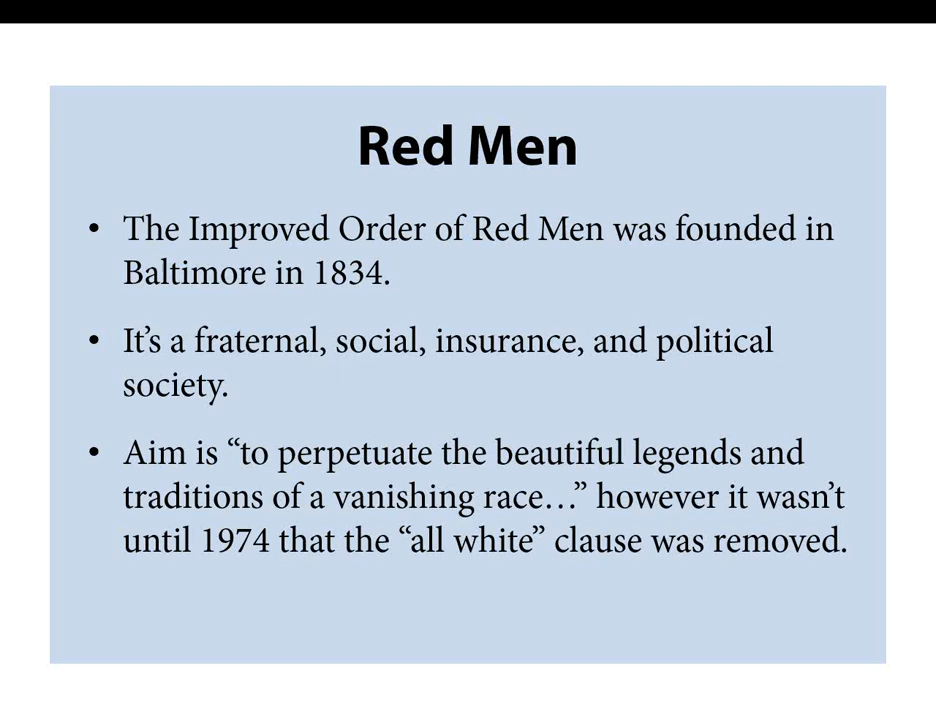 Red Men
• The Improved Order of Red Men was founded in
Baltimore in 1834.
• It’s a fraternal, social, insurance, and political
society.
• Aim is “to perpetuate the beautiful legends and
traditions of a vanishing race…” however it wasn’t
until 1974 that the “all white” clause was removed.